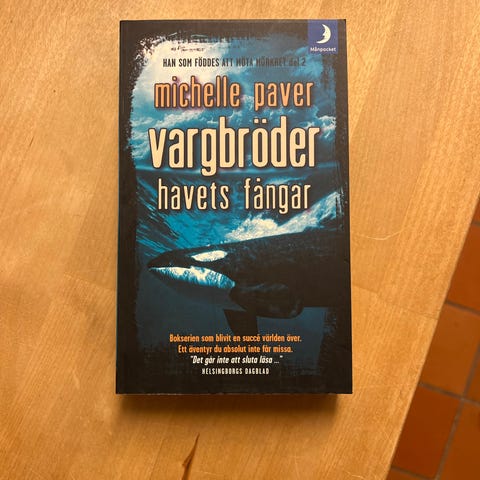 Månpocket
HAN SOM FÖDDES ATT MÖTA MÖRKRET del 2
michelle paver
vargbröder
havets fångar
Bokserien som blivit en succé världen över.
Ett äventyr du absolut inte får missa.
"Det går inte att sluta läsa ..."
HELSINGBORGS DAGBLAD